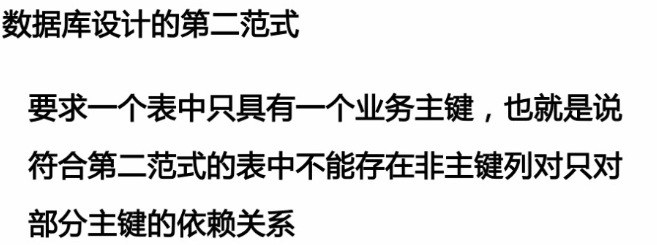 数据库设计的第二范式
要求一个表中只具有一个业务主键，也就是说
符合第二范式的表中不能存在非主键列对只对
部分主键的依赖关系